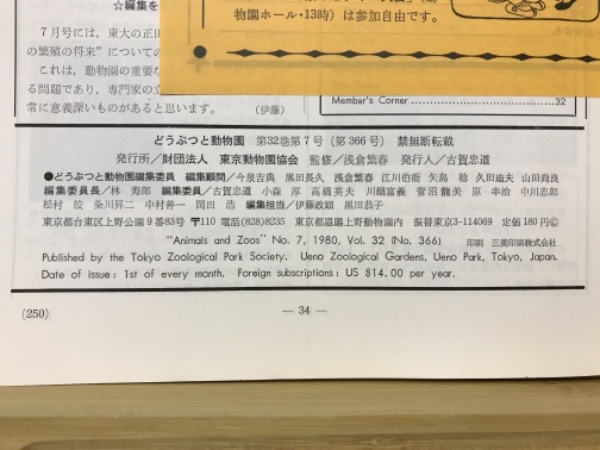 ☆編集を
7月号には，東大の正田
の繁殖の将来”についての
これは，動物園の重要な
る問題であり，専門家の立
常に意義深いものがあると思います。 （伊藤）
物園ホール・13時）は参加自由です。
Member's Corner ........................................32
どうぶつと動物園 第32巻第7号（第366号） 禁無断転載
発行所／財団法人 東京動物園協会 監修／浅倉繁春 発行人／古賀忠道
●どうぶつと動物園編集委員 編集顧問／今泉吉典 黒田長久 浅倉繁春 江川伯衛 矢島 稔 久田迪夫 山田尚良
編集委員長／林 寿郎 編集委員／古賀忠道 小森 厚 高橋英夫 川鍋富義 菅沼鶴美 原 幸治 中川志郎
松村 皎 粂川昇二 中村善一 岡田 浩 編集担当／伊藤政顕 黒田恭子
東京都台東区上野公園9番83号 〒110 電話(828)8235 東京都恩賜上野動物園内 振替東京3-114069 定価180円©
“Animals and Zoos” No. 7, 1980, Vol. 32 (No. 366) 印刷 三美印刷株式会社
Published by the Tokyo Zoological Park Society. Ueno Zoological Gardens, Ueno Park, Tokyo, Japan.
Date of issue : 1st of every month. Foreign subscriptions : US $14.00 per year.
(250)
— 34 —